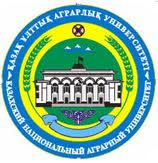 ҚАЗАҚ ҰЛТТЫҚ АГРАРЛЫҚ УНИВЕРСИТЕТІ
КАЗАХСКИЙ НАЦИОНАЛЬНЫЙ АГРАРНЫЙ УНИВЕРСИТЕТ